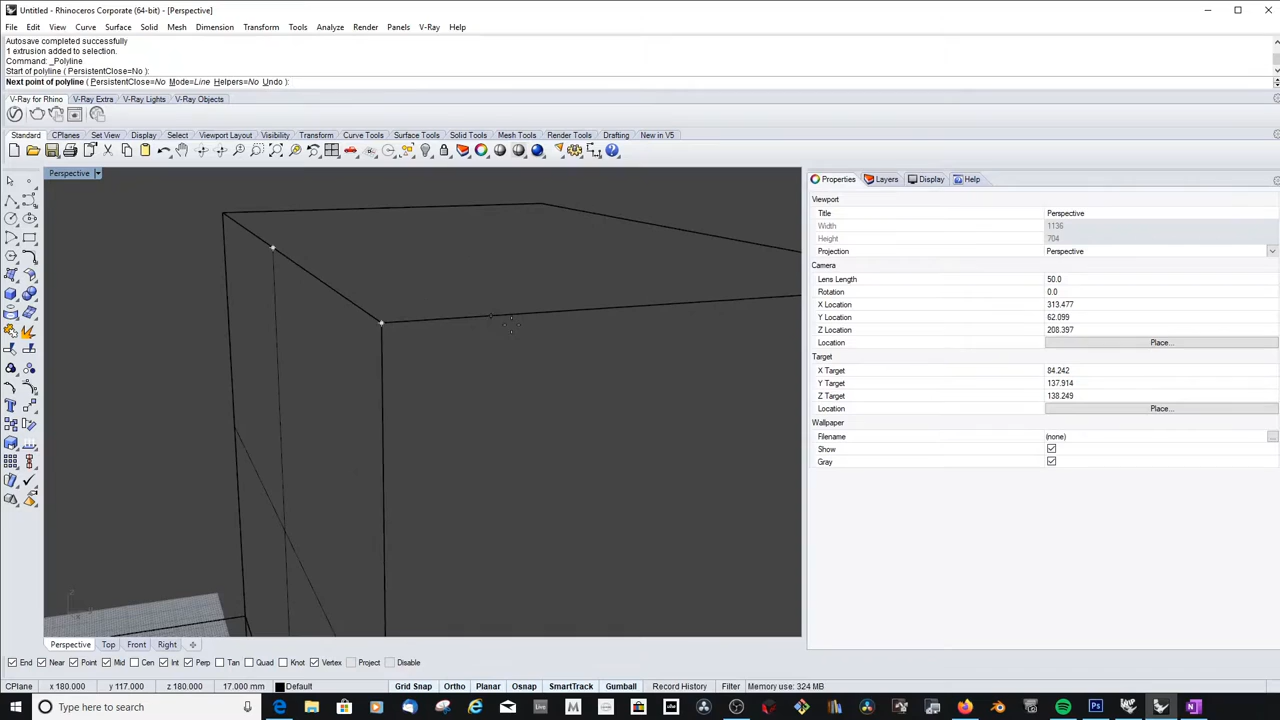 Untitled - Rhinoceros Corporate (64-bit) - [Perspective]
File Edit View Curve Surface Solid Mesh Dimension Transform Tools Analyze Render Panels V-Ray Help
Autosave completed successfully
1 extrusion added to selection.
Command: _Polyline
Start of polyline ( PersistentClose=No ):
Next point of polyline ( PersistentClose=No Mode=Line Helpers=No Undo ):
V-Ray for Rhino V-Ray Extra V-Ray Lights V-Ray Objects
Standard CPlanes Set View Display Select Viewport Layout Visibility Transform Curve Tools Surface Tools Solid Tools Mesh Tools Render Tools Drafting New in V5
Perspective
Properties Layers Display Help
Viewport
Title Perspective
Width 1136
Height 704
Projection Perspective
Camera
Lens Length 50.0
Rotation 0.0
X Location 313.477
Y Location 62.099
Z Location 208.397
Location Place...
Target
X Target 84.242
Y Target 137.914
Z Target 138.249
Location Place...
Wallpaper
Filename (none)
Show
Gray
Perspective Top Front Right
End Near Point Mid Cen Int Perp Tan Quad Knot Vertex Project Disable
CPlane x 180.000 y 117.000 z 180.000 17.000 mm Default Grid Snap Ortho Planar Osnap SmartTrack Gumball Record History Filter Memory use: 324 MB
Type here to search